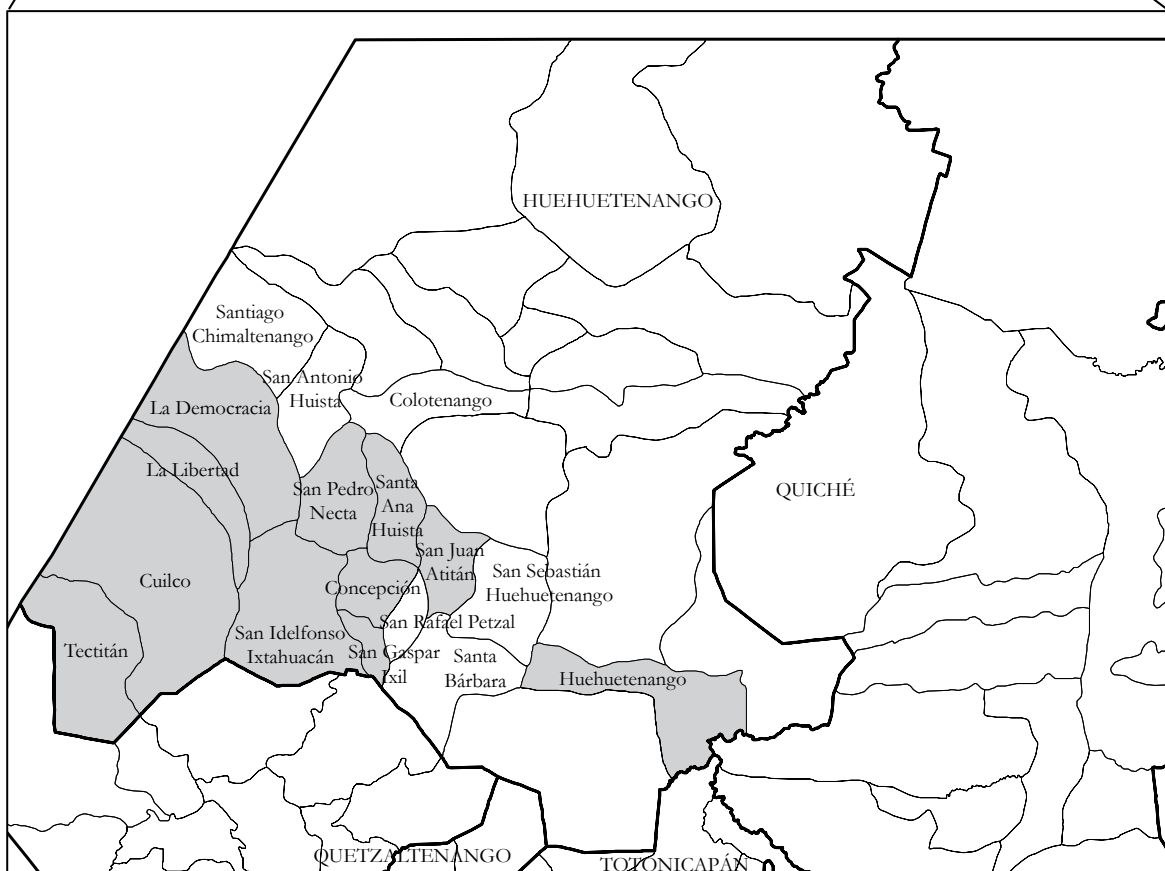 HUEHUETENANGO
Santiago
Chimaltenango
San Antonio
Huista
La Democracia
Colotenango
La Libertad
San Pedro
Necta
Santa
Ana
Huista
QUICHÉ
San Juan
Atitán
San Sebastián
Huehuetenango
Cuilco
Concepción
San Rafael Petzal
San Idelfonso
Ixtahuacán
Tectitán
San Gaspar
Ixil
Santa
Bárbara
Huehuetenango
QUETZALTENANGO
TOTONICAPÁN